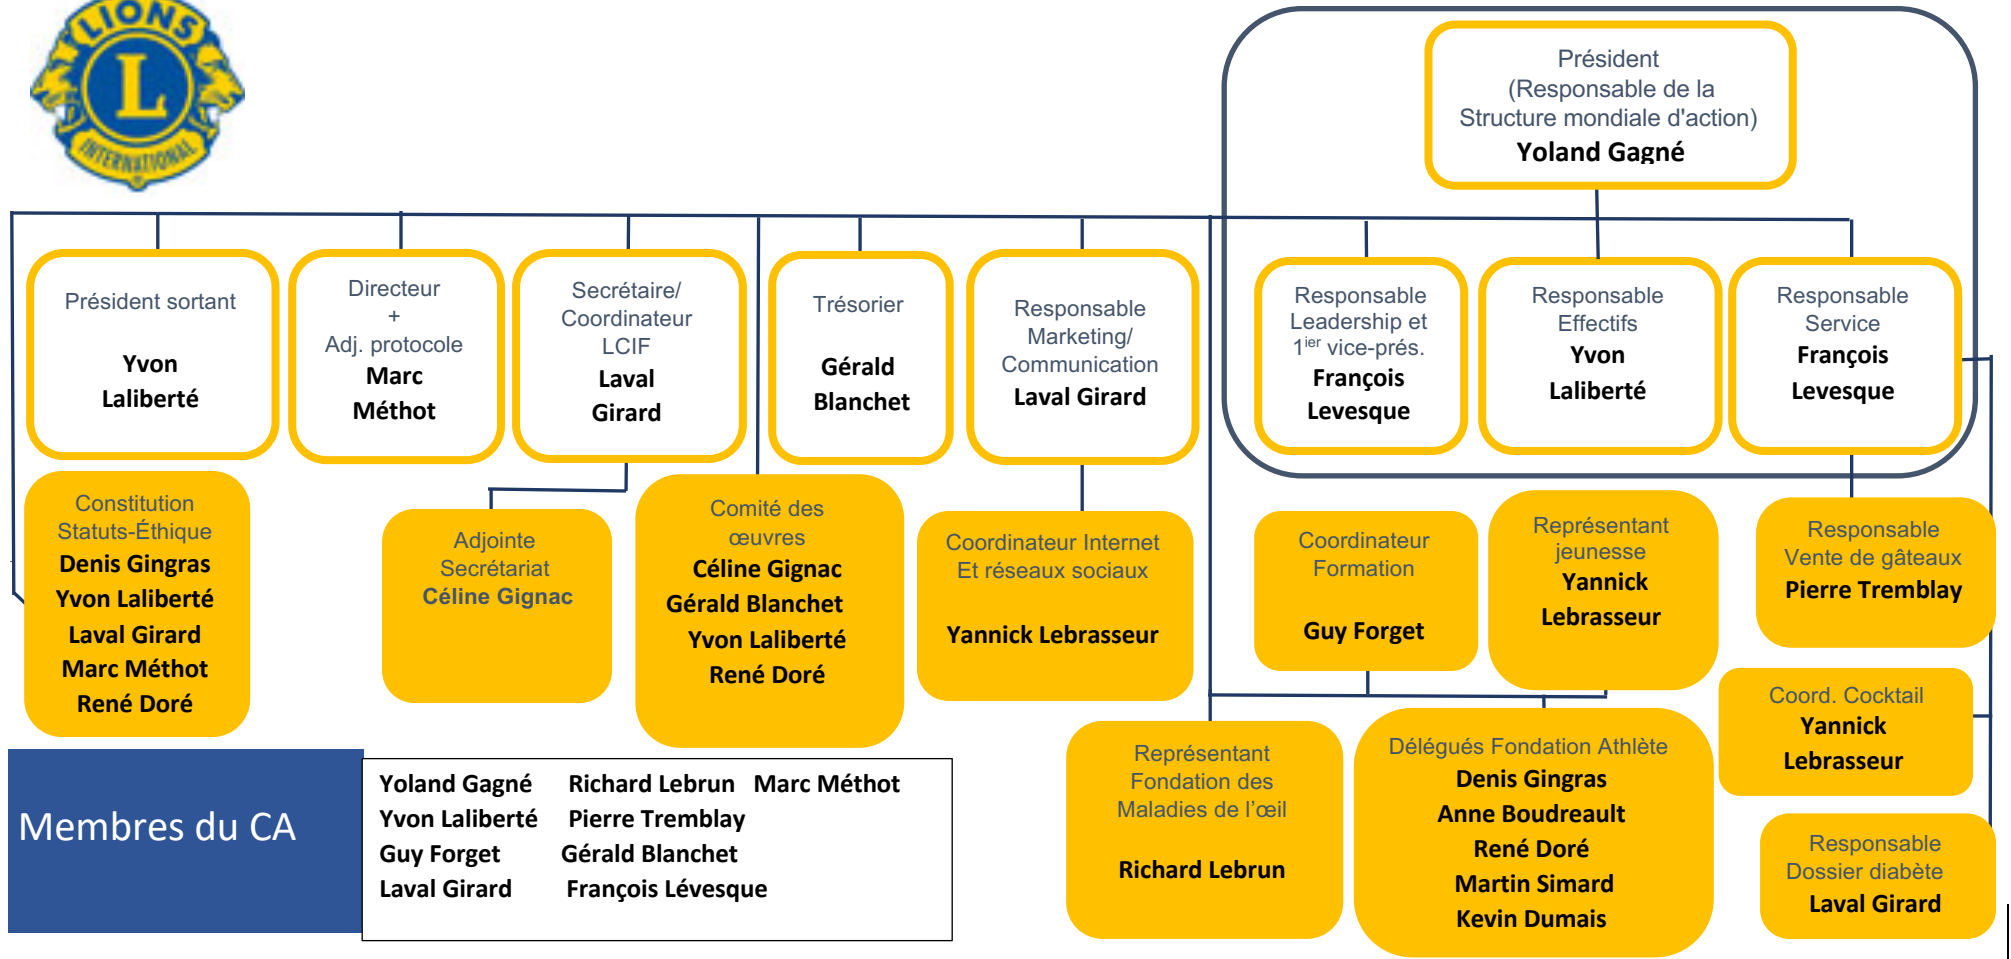 LIONS
L
INTERNATIONAL
Président
(Responsable de la
Structure mondiale d'action)
Yoland Gagné
Président sortant
Yvon
Laliberté
Directeur
+
Adj. protocole
Marc
Méthot
Secrétaire/
Coordinateur
LCIF
Laval
Girard
Trésorier
Gérald
Blanchet
Responsable
Marketing/
Communication
Laval Girard
Responsable
Leadership et
1ier vice-prés.
François
Levesque
Responsable
Effectifs
Yvon
Laliberté
Responsable
Service
François
Levesque
Constitution
Statuts-Éthique
Denis Gingras
Yvon Laliberté
Laval Girard
Marc Méthot
René Doré
Adjointe
Secrétariat
Céline Gignac
Comité des
œuvres
Céline Gignac
Gérald Blanchet
Yvon Laliberté
René Doré
Coordinateur Internet
Et réseaux sociaux
Yannick Lebrasseur
Coordinateur
Formation
Guy Forget
Représentant
jeunesse
Yannick
Lebrasseur
Responsable
Vente de gâteaux
Pierre Tremblay
Coord. Cocktail
Yannick
Lebrasseur
Représentant
Fondation des
Maladies de l'œil
Richard Lebrun
Délégués Fondation Athlète
Denis Gingras
Anne Boudreault
René Doré
Martin Simard
Kevin Dumais
Responsable
Dossier diabète
Laval Girard
Membres du CA
Yoland Gagné Richard Lebrun Marc Méthot
Yvon Laliberté Pierre Tremblay
Guy Forget Gérald Blanchet
Laval Girard François Lévesque